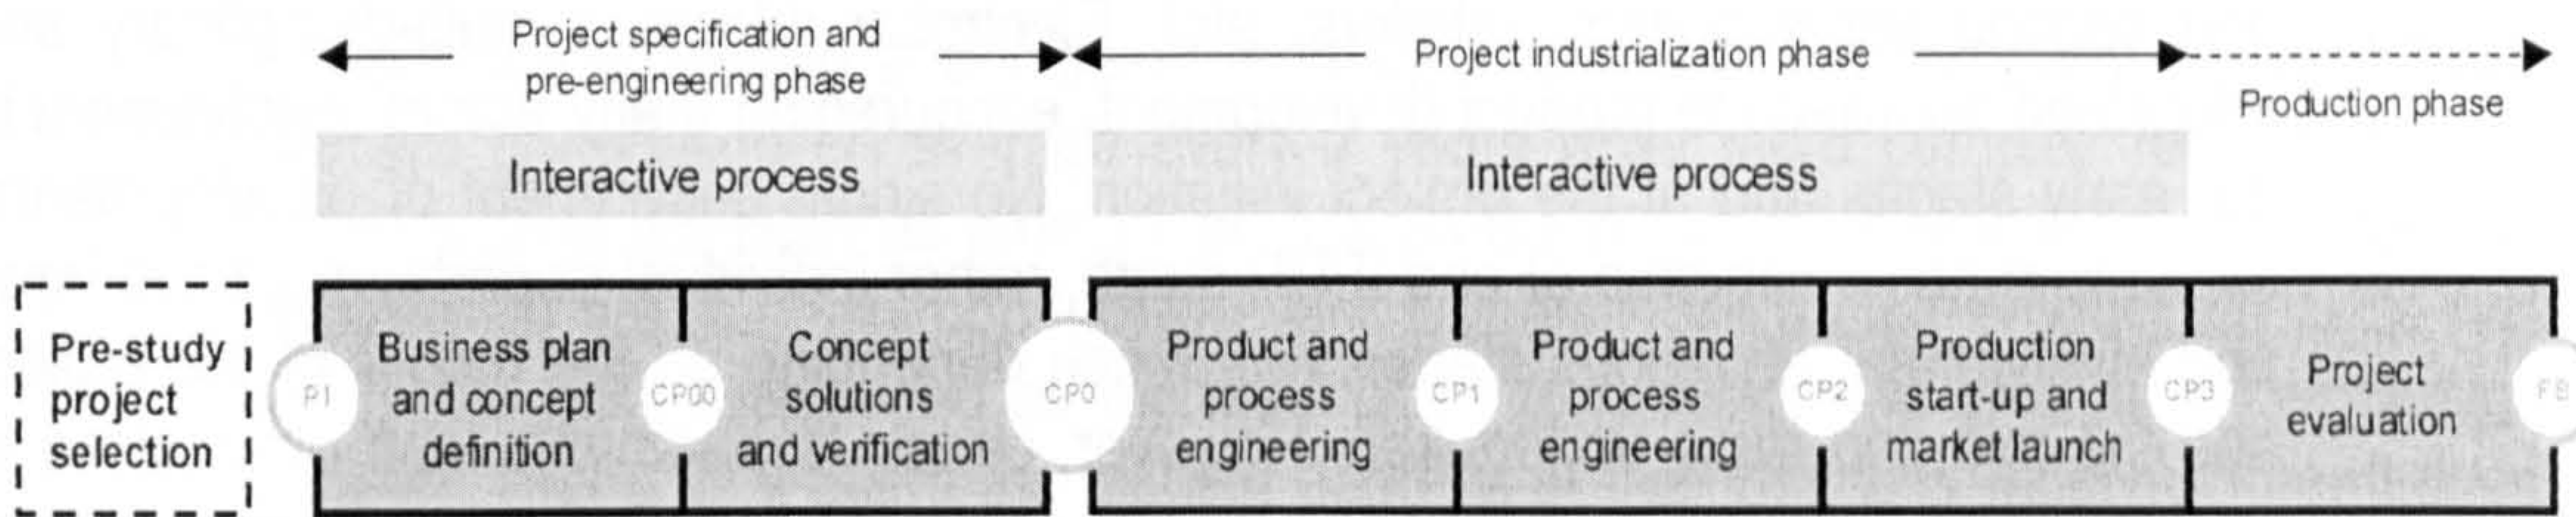 Project specification and
pre-engineering phase
Project industrialization phase
Production phase
Interactive process
Interactive process
Pre-study
project
selection
P1
Business plan
and concept
definition
CP00
Concept
solutions
and verification
CP0
Product and
process
engineering
CP1
Product and
process
engineering
CP2
Production
start-up and
market launch
CP3
Project
evaluation